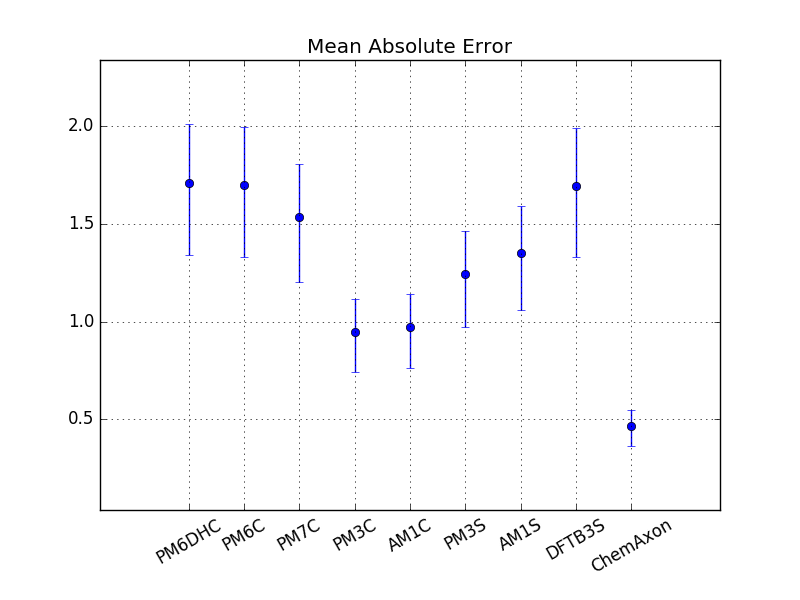 Mean Absolute Error
2.0
1.5
1.0
0.5
PM6DHC
PM6C
PM7C
PM3C
AM1C
PM3S
AM1S
DFTB3S
ChemAxon